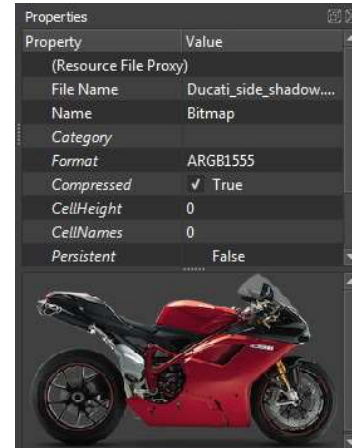 Properties
Property Value
(Resource File Proxy)
File Name Ducati_side_shadow....
Name Bitmap
Category
Format ARGB1555
Compressed True
CellHeight 0
CellNames 0
Persistent False